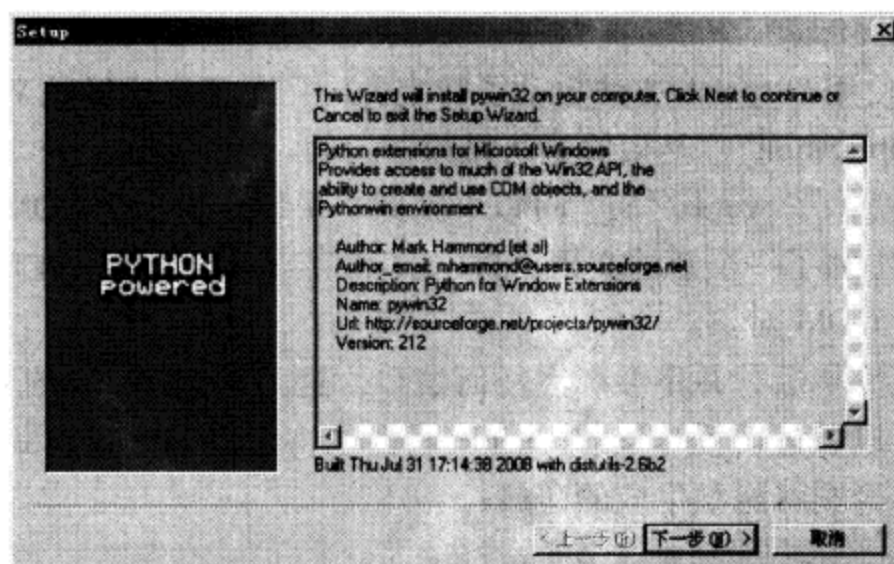 Setup
This Wizard will install pywin32 on your computer. Click Next to continue or
Cancel to exit the Setup Wizard.
Python extensions for Microsoft Windows
Provides access to much of the Win32 API, the
ability to create and use COM objects, and the
Pythonwin environment.
Author: Mark Hammond (et al)
Author_email: mhammond@users.sourceforge.net
Description: Python for Window Extensions
Name: pywin32
Url: http://sourceforge.net/projects/pywin32/
Version: 212
PYTHON
powered
Built Thu Jul 31 17:14:38 2008 with distutils-2.6b2
<上一步(B) 下一步(N) > 取消